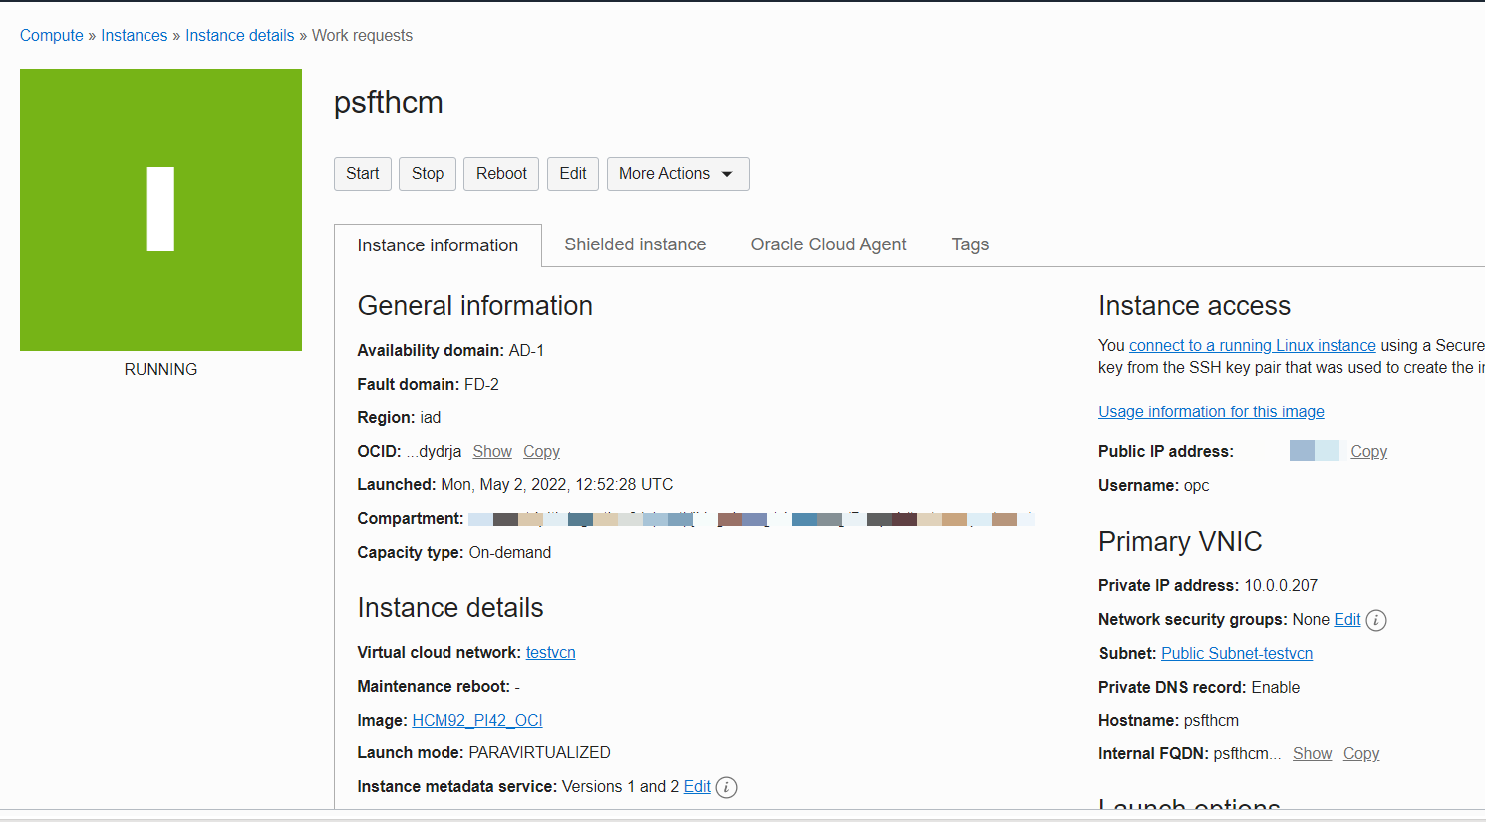 Compute » Instances » Instance details » Work requests
psfthcm
Start Stop Reboot Edit More Actions
RUNNING
Instance information Shielded instance Oracle Cloud Agent Tags
General information
Availability domain: AD-1
Fault domain: FD-2
Region: iad
OCID: ...dydrja Show Copy
Launched: Mon, May 2, 2022, 12:52:28 UTC
Compartment:
Capacity type: On-demand
Instance details
Virtual cloud network: testvcn
Maintenance reboot: -
Image: HCM92_PI42_OCI
Launch mode: PARAVIRTUALIZED
Instance metadata service: Versions 1 and 2 Edit i
Instance access
You connect to a running Linux instance using a Secure
key from the SSH key pair that was used to create the
Usage information for this image
Public IP address: Copy
Username: opc
Primary VNIC
Private IP address: 10.0.0.207
Network security groups: None Edit i
Subnet: Public Subnet-testvcn
Private DNS record: Enable
Hostname: psfthcm
Internal FQDN: psfthcm... Show Copy
Launch options